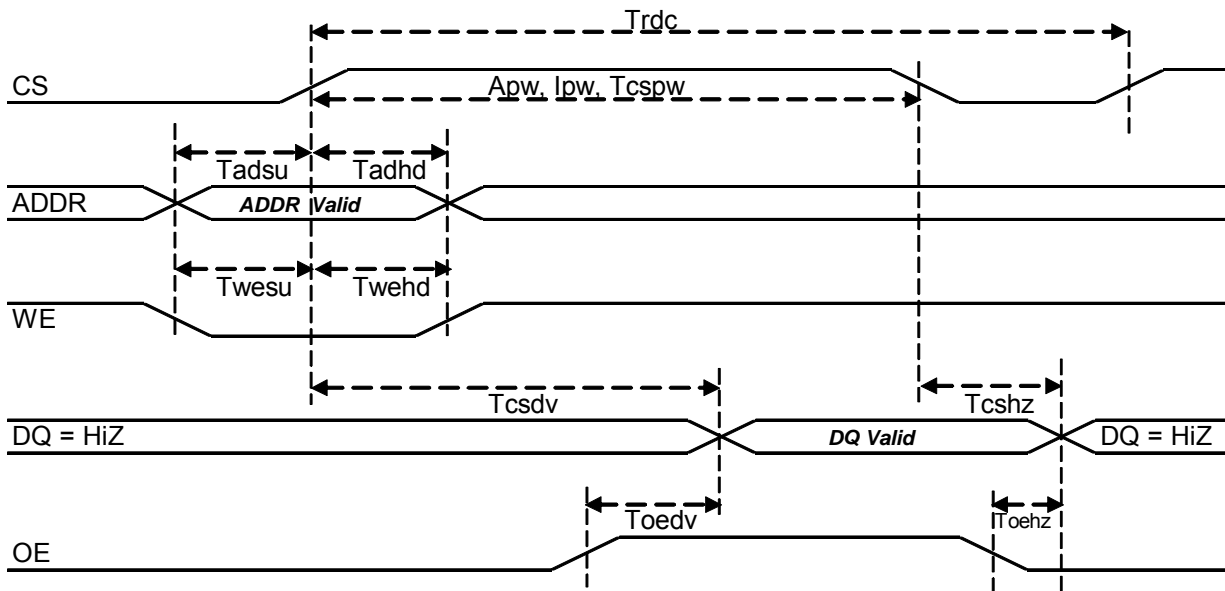 Trdc
CS
Apw, Ipw, Tcspw
Tadsu
Tadhd
ADDR
ADDR Valid
Twesu
Twehd
WE
Tcsdv
Tcshz
DQ = HiZ
DQ Valid
DQ = HiZ
Toedv
Toehz
OE